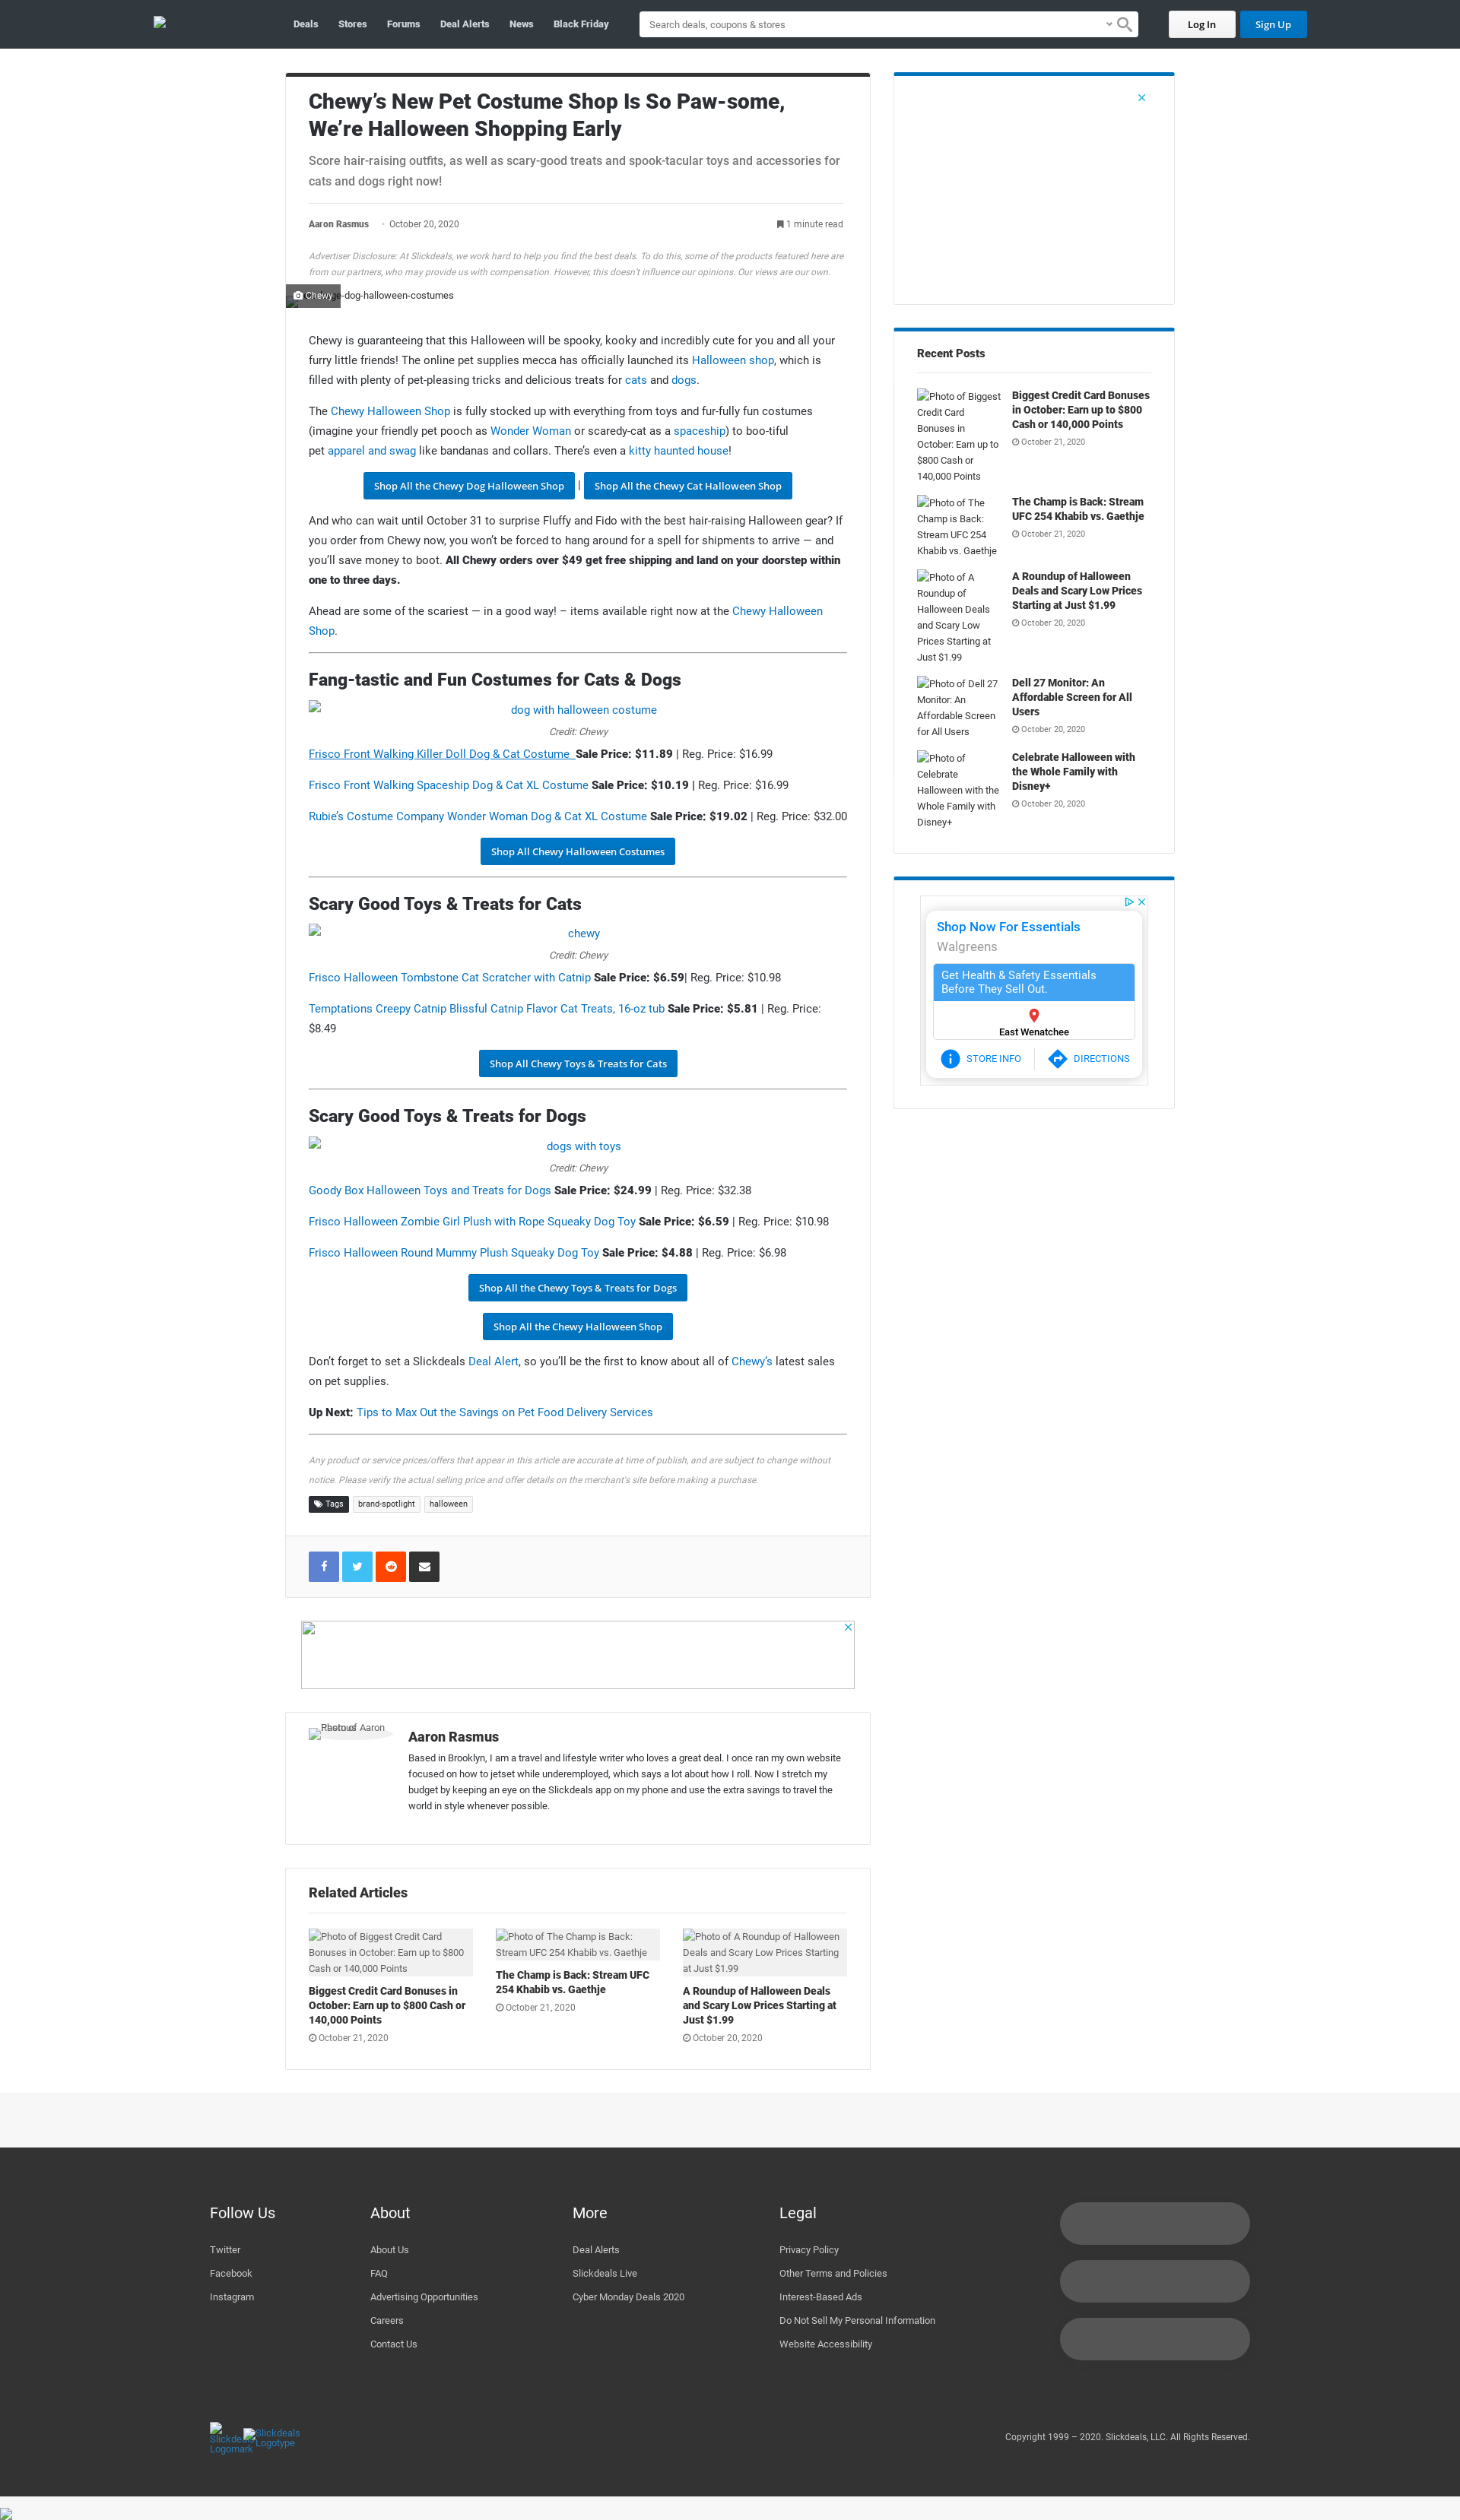 Deals Stores Forums Deal Alerts News Black Friday
Search deals, coupons & stores
Log In Sign Up
Chewy’s New Pet Costume Shop Is So Paw-some,
We’re Halloween Shopping Early
Score hair-raising outfits, as well as scary-good treats and spook-tacular toys and accessories for
cats and dogs right now!
Aaron Rasmus October 20, 2020 1 minute read
Advertiser Disclosure: At Slickdeals, we work hard to find the best deals. To do this, some of the products featured here are
from our partners, who may provide us with compensation. However, this doesn’t influence our opinions. Our views are our own.
Chewy
-dog-halloween-costumes
Chewy is guaranteeing that this Halloween will be spooky, kooky and incredibly cute for you and all your
furry little friends! The online pet supplies mecca has officially launched its Halloween shop, which is
filled with plenty of pet-pleasing tricks and delicious treats for cats and dogs.
The Chewy Halloween Shop is fully stocked up with everything from toys and fur-fully fun costumes
(imagine your friendly pet pooch as Wonder Woman or scaredy-cat as a spaceship) to boo-tiful
pet apparel and swag like bandanas and collars. There’s even a kitty haunted house!
Shop All the Chewy Dog Halloween Shop | Shop All the Chewy Cat Halloween Shop
And who can wait until October 31 to surprise Fluffy and Fido with the best hair-raising Halloween gear? If
you order from Chewy now, you won’t be forced to hang around for a spell for shipments to arrive — and
you’ll save money to boot. All Chewy orders over $49 get free shipping and land on your doorstep within
one to three days.
Ahead are some of the scariest — in a good way! – items available right now at the Chewy Halloween
Shop.
Fang-tastic and Fun Costumes for Cats & Dogs
dog with halloween costume
Credit: Chewy
Frisco Front Walking Killer Doll Dog & Cat Costume Sale Price: $11.89 | Reg. Price: $16.99
Frisco Front Walking Spaceship Dog & Cat XL Costume Sale Price: $10.19 | Reg. Price: $16.99
Rubie’s Costume Company Wonder Woman Dog & Cat XL Costume Sale Price: $19.02 | Reg. Price: $32.00
Shop All Chewy Halloween Costumes
Scary Good Toys & Treats for Cats
chewy
Credit: Chewy
Frisco Halloween Tombstone Cat Scratcher with Catnip Sale Price: $6.59| Reg. Price: $10.98
Temptations Creepy Catnip Blissful Catnip Flavor Cat Treats, 16-oz tub Sale Price: $5.81 | Reg. Price:
$8.49
Shop All Chewy Toys & Treats for Cats
Scary Good Toys & Treats for Dogs
dogs with toys
Credit: Chewy
Goody Box Halloween Toys and Treats for Dogs Sale Price: $24.99 | Reg. Price: $32.38
Frisco Halloween Zombie Girl Plush with Rope Squeaky Dog Toy Sale Price: $6.59 | Reg. Price: $10.98
Frisco Halloween Round Mummy Plush Squeaky Dog Toy Sale Price: $4.88 | Reg. Price: $6.98
Shop All the Chewy Toys & Treats for Dogs
Shop All the Chewy Halloween Shop
Don’t forget to set a Slickdeals Deal Alert, so you’ll be the first to know about all of Chewy’s latest sales
on pet supplies.
Up Next: Tips to Max Out the Savings on Pet Food Delivery Services
Any product or service prices/offers that appear in this article are accurate at time of publish, and are subject to change without
notice. Please verify the actual selling price and offer details on the merchant's site before making a purchase.
Tags brand-spotlight halloween
Photo of Aaron
Rasmus
Aaron Rasmus
Based in Brooklyn, I am a travel and lifestyle writer who loves a great deal. I once ran my own website
focused on how to jetset while underemployed, which says a lot about how I roll. Now I stretch my
budget by keeping an eye on the Slickdeals app on my phone and use the extra savings to travel the
world in style whenever possible.
Related Articles
Photo of Biggest Credit Card
Bonuses in October: Earn up to $800
Cash or 140,000 Points
Biggest Credit Card Bonuses in
October: Earn up to $800 Cash or
140,000 Points
October 21, 2020
Photo of The Champ is Back:
Stream UFC 254 Khabib vs. Gaethje
The Champ is Back: Stream UFC
254 Khabib vs. Gaethje
October 21, 2020
Photo of A Roundup of Halloween
Deals and Scary Low Prices Starting
at Just $1.99
A Roundup of Halloween Deals
and Scary Low Prices Starting at
Just $1.99
October 20, 2020
Recent Posts
Photo of Biggest
Credit Card
Bonuses in
October: Earn up to
$800 Cash or
140,000 Points
Biggest Credit Card Bonuses
in October: Earn up to $800
Cash or 140,000 Points
October 21, 2020
Photo of The
Champ is Back:
Stream UFC 254
Khabib vs. Gaethje
The Champ is Back: Stream
UFC 254 Khabib vs. Gaethje
October 21, 2020
Photo of A
Roundup of
Halloween Deals
and Scary Low
Prices Starting at
Just $1.99
A Roundup of Halloween
Deals and Scary Low Prices
Starting at Just $1.99
October 20, 2020
Photo of Dell 27
Monitor: An
Affordable Screen
for All Users
Dell 27 Monitor: An
Affordable Screen for All
Users
October 20, 2020
Photo of
Celebrate
Halloween with the
Whole Family with
Disney+
Celebrate Halloween with
the Whole Family with
Disney+
October 20, 2020
Shop Now For Essentials
Walgreens
Get Health & Safety Essentials
Before They Sell Out.
East Wenatchee
STORE INFO DIRECTIONS
Follow Us
Twitter
Facebook
Instagram
About
About Us
FAQ
Advertising Opportunities
Careers
Contact Us
More
Deal Alerts
Slickdeals Live
Cyber Monday Deals 2020
Legal
Privacy Policy
Other Terms and Policies
Interest-Based Ads
Do Not Sell My Personal Information
Website Accessibility
Slickdeals
Logomark
Slickdeals
Logotype
Copyright 1999 – 2020. Slickdeals, LLC. All Rights Reserved.